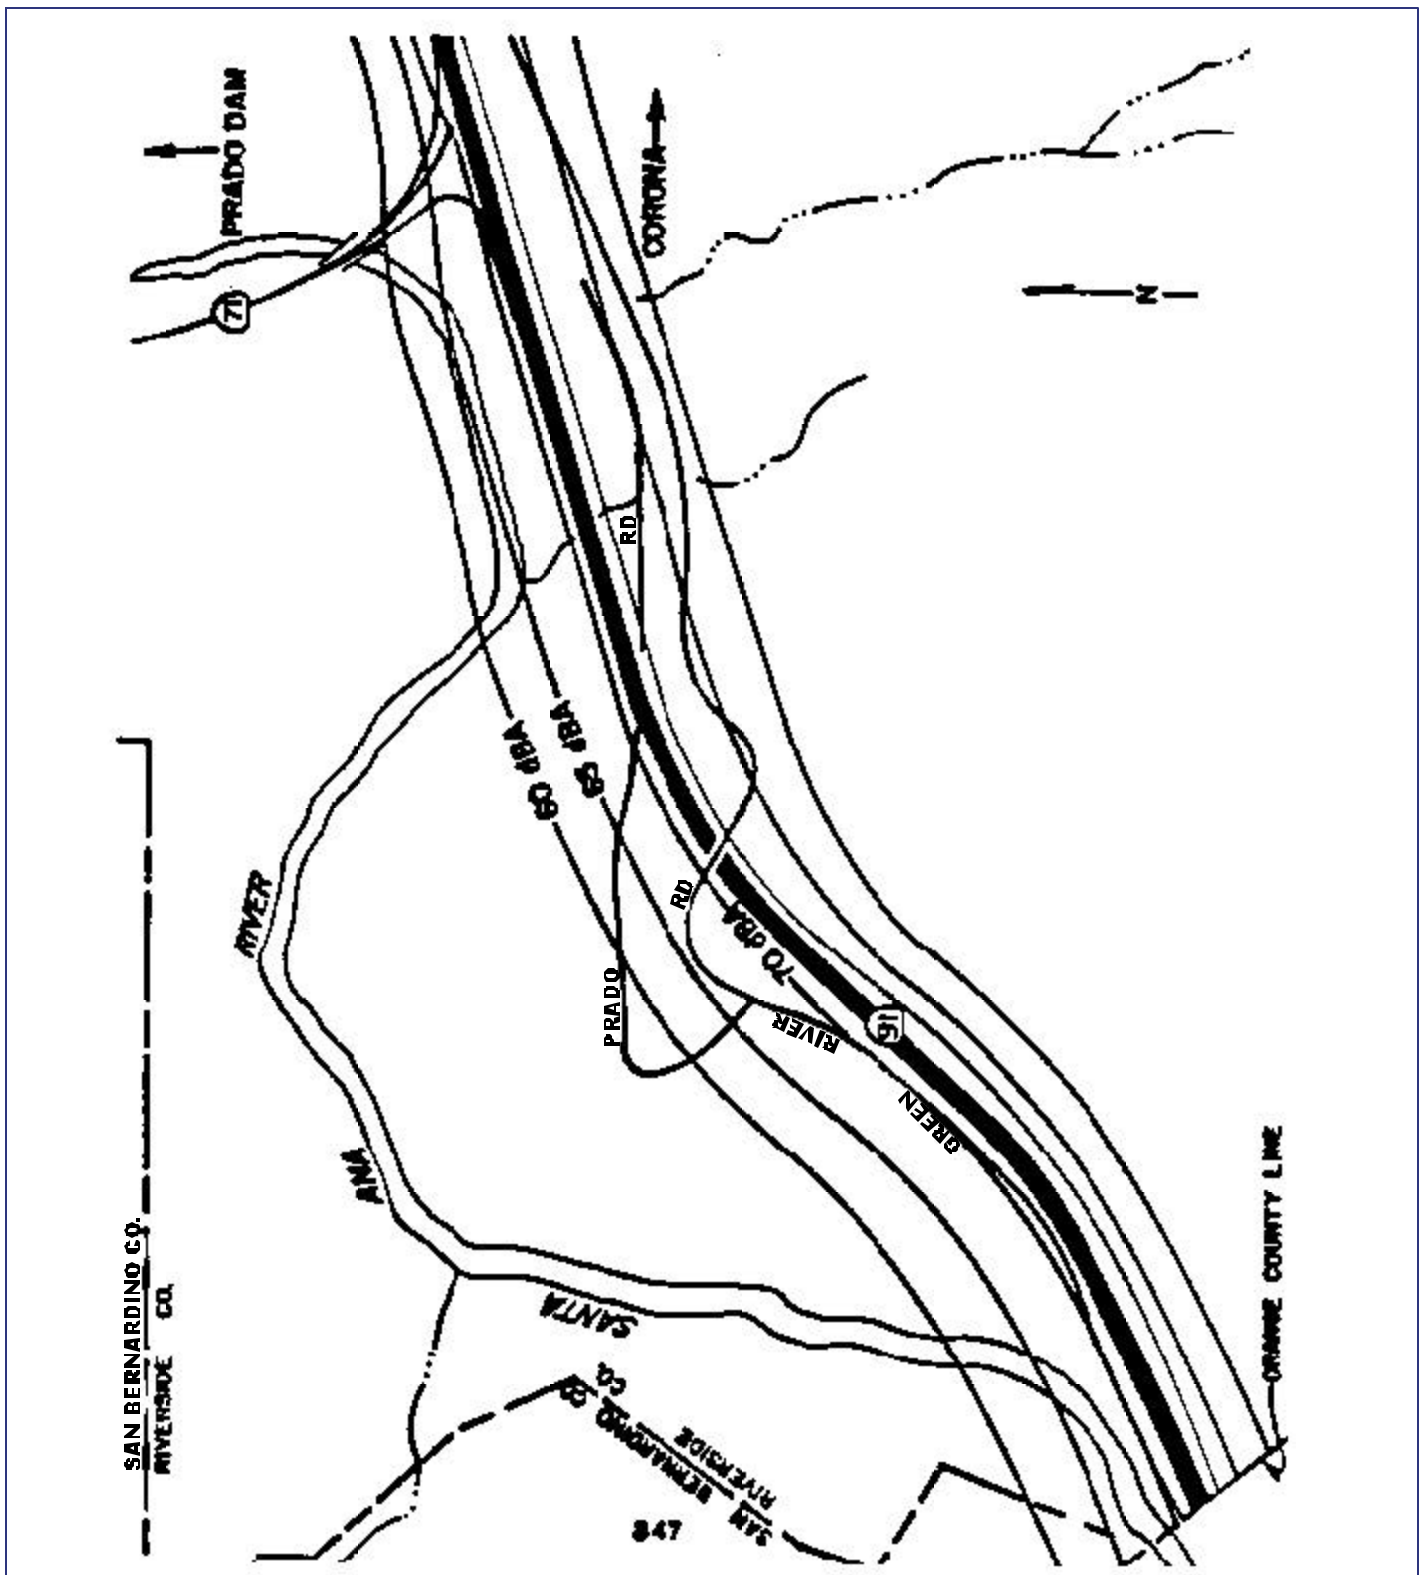 PRADO DAM
CORONA
71
N
RD
60 dBA
65 dBA
RIVER
RD
70 dBA
PRADO
RIVER
91
GREEN
ANA
SANTA
SAN BERNARDINO CO.
RIVERSIDE CO.
ORANGE COUNTY LINE
SAN BERNARDINO CO.
RIVERSIDE CO.
847